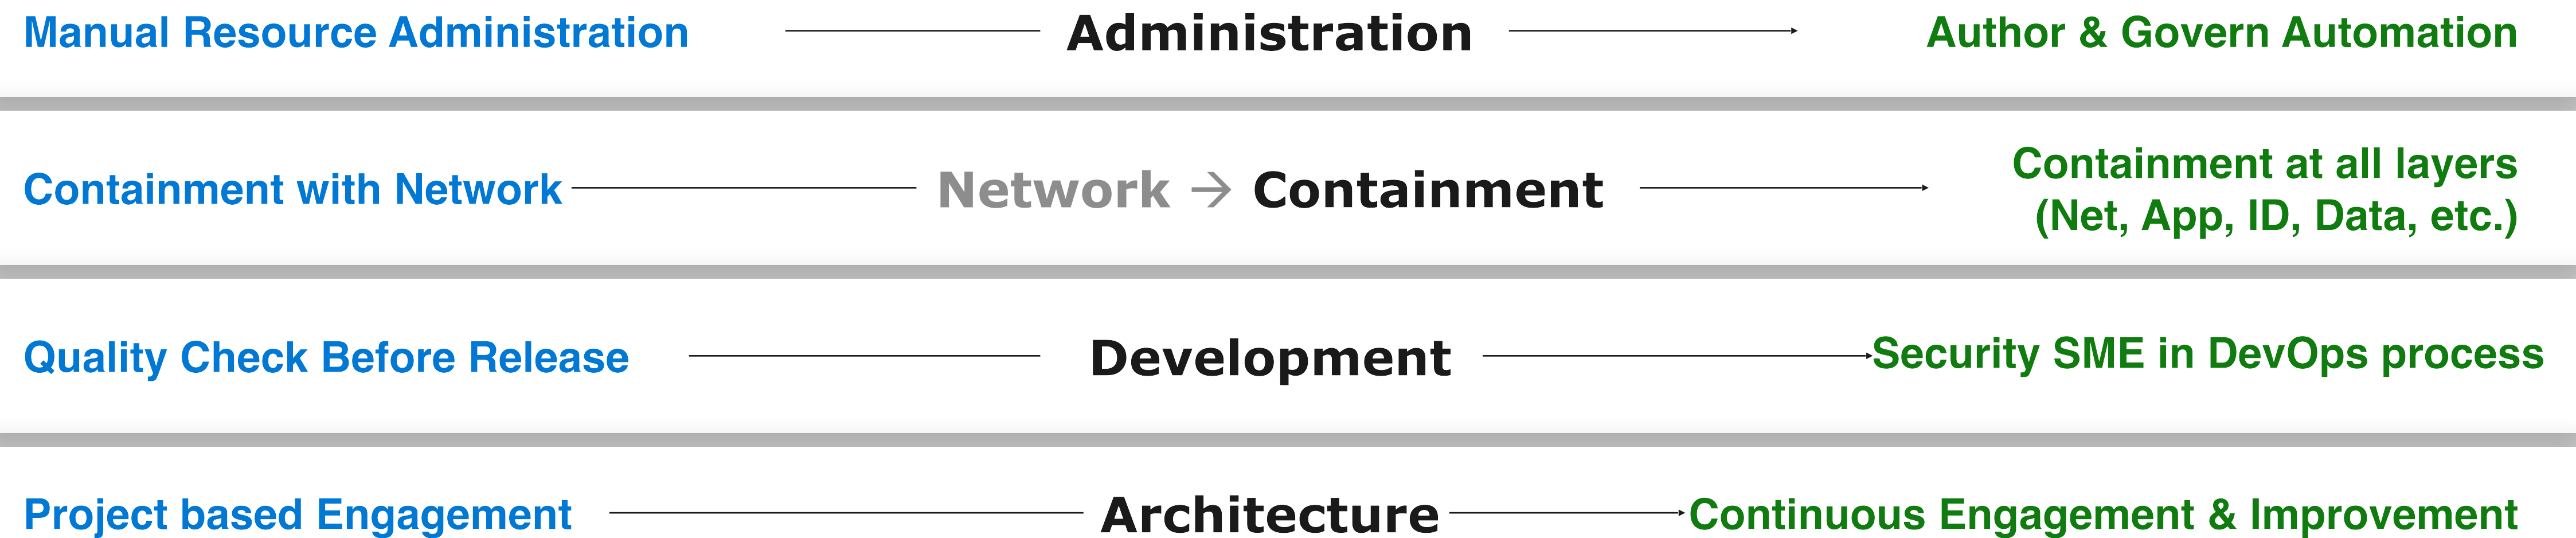 Manual Resource Administration Administration Author & Govern Automation
Containment with Network Network → Containment Containment at all layers
(Net, App, ID, Data, etc.)
Quality Check Before Release Development Security SME in DevOps process
Project based Engagement Architecture Continuous Engagement & Improvement